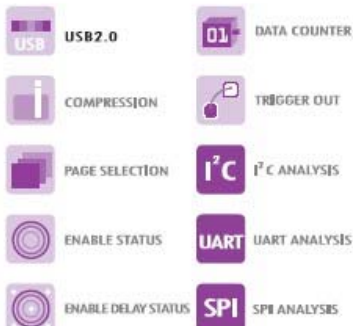 USB
USB2.0
01
DATA COUNTER
i
COMPRESSION
TRIGGER OUT
PAGE SELECTION
I²C
I²C ANALYSIS
ENABLE STATUS
UART
UART ANALYSIS
ENABLE DELAY STATUS
SPI
SPI ANALYSIS